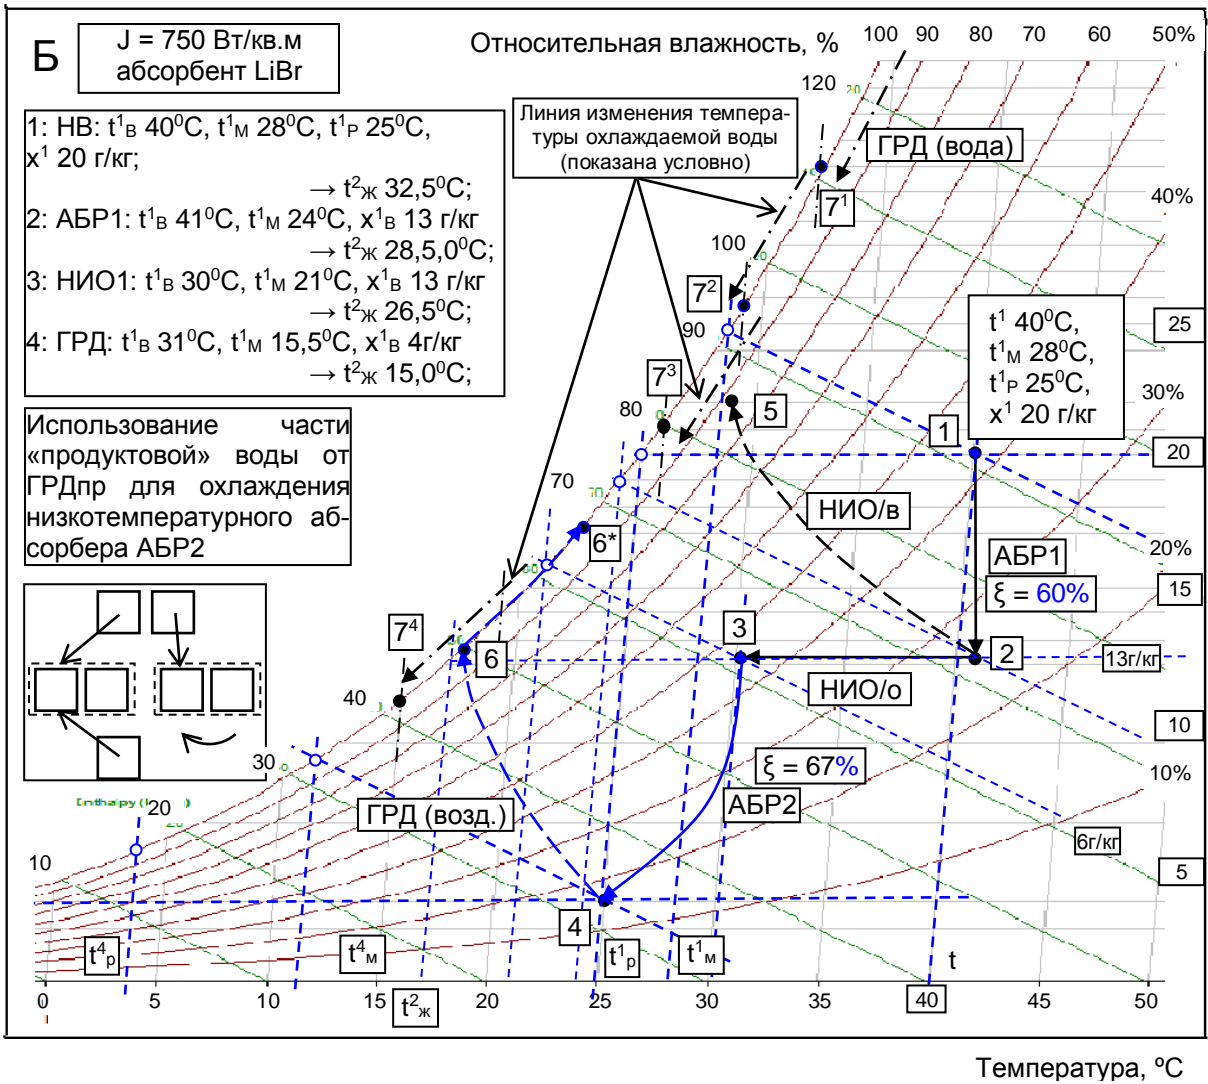 Б
J = 750 Вт/кв.м
абсорбент LiBr
Относительная влажность, %
100 90 80 70 60 50%
120
1: НВ: t¹в 40⁰С, t¹м 28⁰С, t¹р 25⁰С,
x¹ 20 г/кг;
→ t²ж 32,5⁰С;
2: АБР1: t¹в 41⁰С, t¹м 24⁰С, x¹в 13 г/кг
→ t²ж 28,5,0⁰С;
3: НИО1: t¹в 30⁰С, t¹м 21⁰С, x¹в 13 г/кг
→ t²ж 26,5⁰С;
4: ГРД: t¹в 31⁰С, t¹м 15,5⁰С, x¹в 4г/кг
→ t²ж 15,0⁰С;
Линия изменения темпера-
туры охлаждаемой воды
(показана условно)
ГРД (вода)
7¹
40%
100
7²
90
t¹ 40⁰С,
t¹м 28⁰С,
t¹р 25⁰С,
x¹ 20 г/кг
25
7³
80
5
30%
1
20
Использование части
«продуктовой» воды от
ГРДпр для охлаждения
низкотемпературного аб-
сорбера АБР2
70
НИО/в
6*
АБР1
ξ = 60%
20%
15
7⁴
6
3
2
13г/кг
НИО/о
40
10
30
ξ = 67%
10%
АБР2
Enthalpy (
20
ГРД (возд.)
6г/кг
10
5
4
t⁴р
t⁴м
t¹р
t¹м
t
0 5 10 15 t²ж 20 25 30 35 40 45 50
Температура, ºС